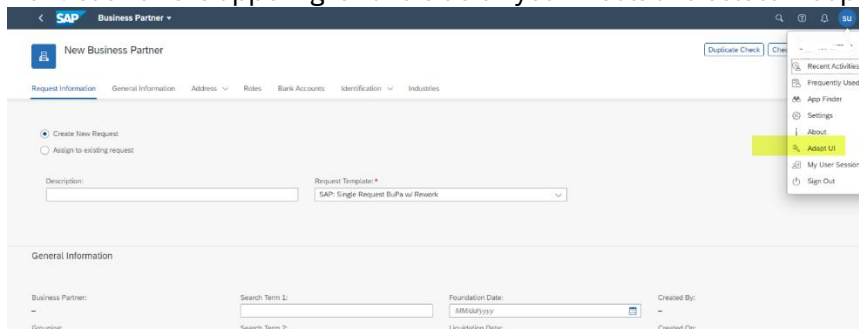 SAP Business Partner
SU
New Business Partner
Duplicate Check
Request Information General Information Address Roles Bank Accounts Identification Industries
Recent Activities
Frequently Used
App Finder
Settings
About
Adapt UI
My User Session
Sign Out
Create New Request
Assign to existing request
Description: Request Template: *
SAP: Single Request BuPa w/ Rework
General Information
Business Partner: Search Term 1: Foundation Date: Created By:
– MM/dd/yyyy –
Grouping: Search Term 2: Liquidation Date: Created On: